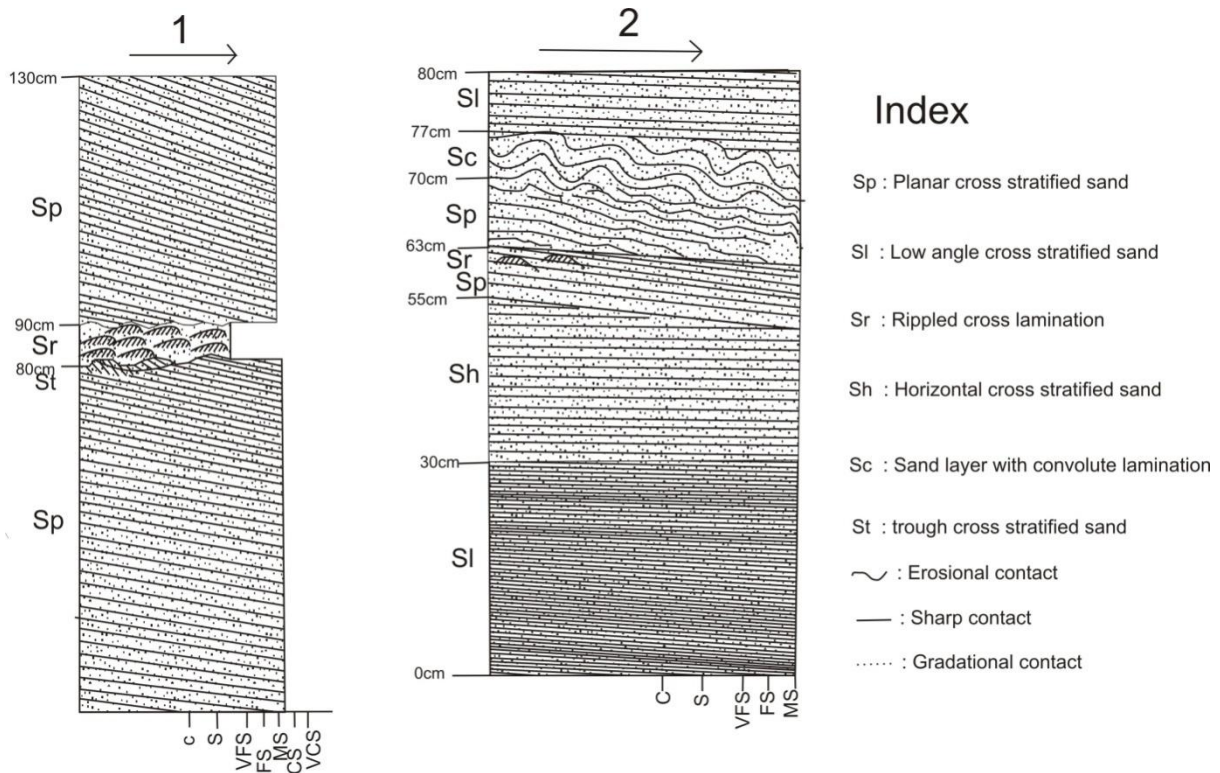 1
130cm
Sp
90cm
Sr
80cm
St
Sp
c
S
VFS
FS
MS
CS
VCS
2
80cm
Sl
77cm
Sc
70cm
Sp
63cm
Sr
Sp
55cm
Sh
30cm
Sl
0cm
C
S
VFS
FS
MS
Index
Sp : Planar cross stratified sand
Sl : Low angle cross stratified sand
Sr : Rippled cross lamination
Sh : Horizontal cross stratified sand
Sc : Sand layer with convolute lamination
St : trough cross stratified sand
: Erosional contact
: Sharp contact
: Gradational contact